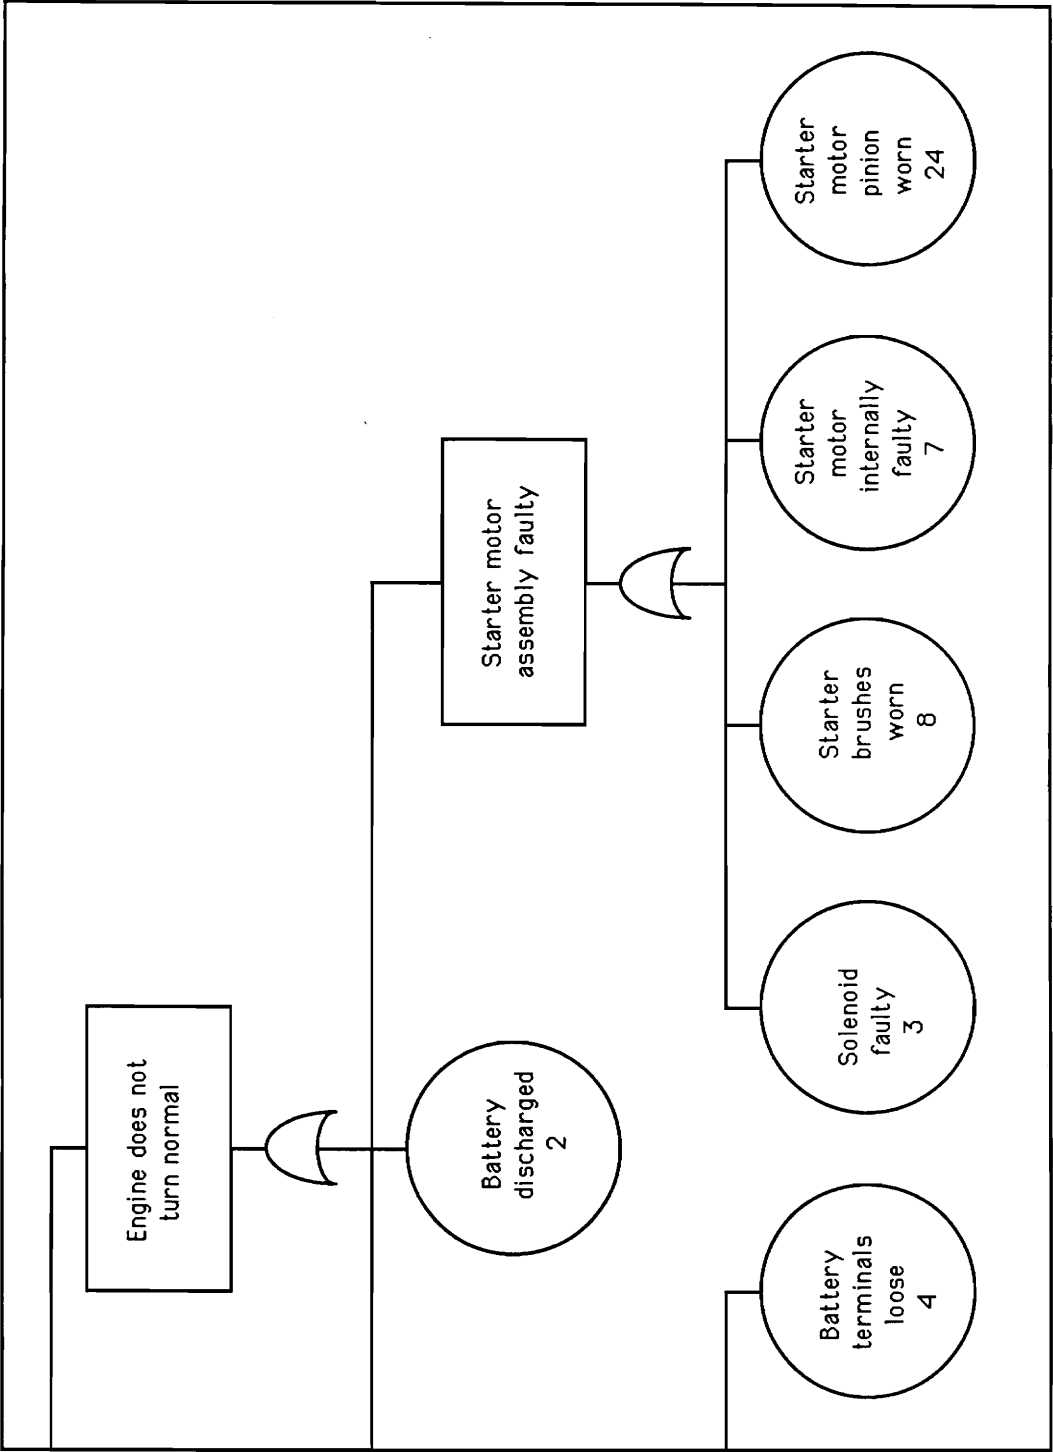 Engine does not
turn normal
Battery
discharged
2
Starter motor
assembly faulty
Battery
terminals
loose
4
Solenoid
faulty
3
Starter
brushes
worn
8
Starter
motor
internally
faulty
7
Starter
motor
pinion
worn
24